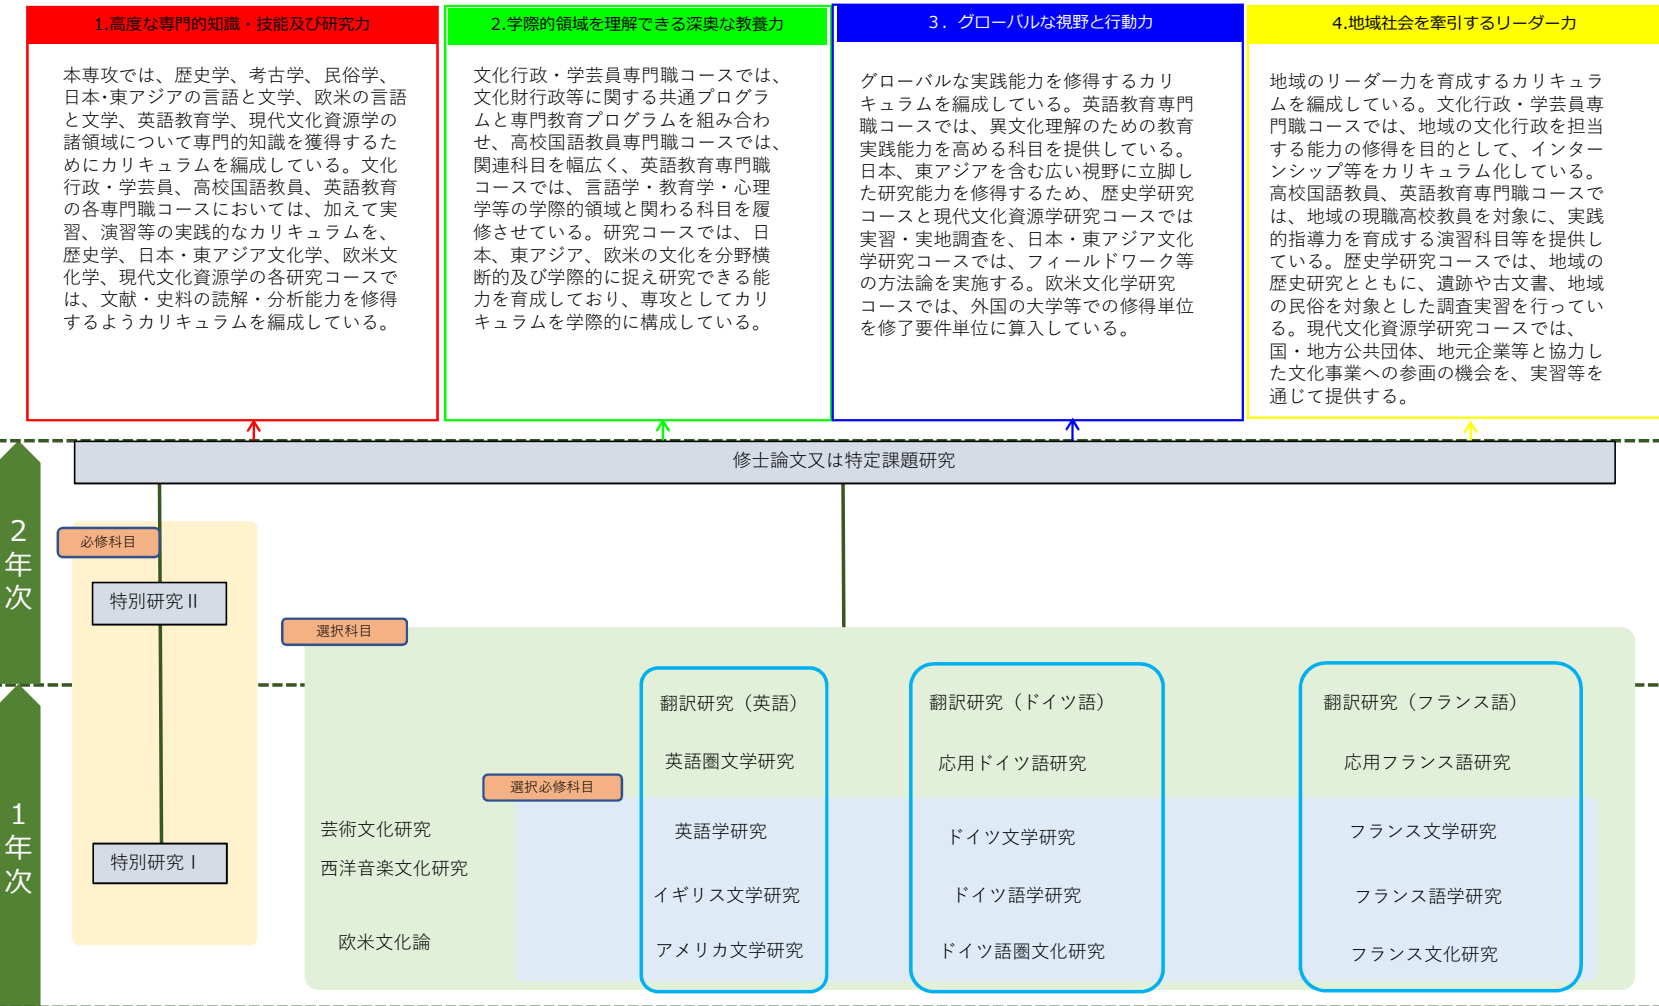 1.高度な専門的知識・技能及び研究力
本専攻では、歴史学、考古学、民俗学、
日本・東アジアの言語と文学、欧米の言語
と文学、英語教育学、現代文化資源学の
諸領域について専門的知識を獲得するた
めにカリキュラムを編成している。文化
行政・学芸員、高校国語教員、英語教育
の各専門職コースにおいては、加えて実
習、演習等の実践的なカリキュラムを、
歴史学、日本・東アジア文化学、欧米文
化学、現代文化資源学の各研究コースで
は、文献・史料の読解・分析能力を修得
するようカリキュラムを編成している。
2.学際的領域を理解できる深奥な教養力
文化行政・学芸員専門職コースでは、
文化財行政等に関する共通プログラ
ムと専門教育プログラムを組み合わ
せ、高校国語教員専門職コースでは、
関連科目を幅広く、英語教育専門職
コースでは、言語学・教育学・心理
学等の学際的領域と関わる科目を履
修させている。研究コースでは、日
本、東アジア、欧米の文化を分野横
断的及び学際的に捉え研究できる能
力を育成しており、専攻としてカリ
キュラムを学際的に構成している。
3．グローバルな視野と行動力
グローバルな実践能力を修得するカリ
キュラムを編成している。英語教育専門
職コースでは、異文化理解のための教育
実践能力を高める科目を提供している。
日本、東アジアを含む広い視野に立脚し
た研究能力を修得するため、歴史学研究
コースと現代文化資源学研究コースでは
実習・実地調査を、日本・東アジア文化
学研究コースでは、フィールドワーク等
の方法論を実施する。欧米文化学研究
コースでは、外国の大学等での修得単位
を修了要件単位に算入している。
4.地域社会を牽引するリーダー力
地域のリーダー力を育成するカリキュラ
ムを編成している。文化行政・学芸員専
門職コースでは、地域の文化行政を担当
する能力の修得を目的として、インター
ンシップ等をカリキュラム化している。
高校国語教員、英語教育専門職コースで
は、地域の現職高校教員を対象に、実践
的指導力を育成する演習科目等を提供し
ている。歴史学研究コースでは、地域の
歴史研究とともに、遺跡や古文書、地域
の民俗を対象とした調査実習を行ってい
る。現代文化資源学研究コースでは、
国・地方公共団体、地元企業等と協力し
た文化事業への参画の機会を、実習等を
通じて提供する。
修士論文又は特定課題研究
2年次
必修科目
特別研究Ⅱ
選択科目
翻訳研究（英語）
翻訳研究（ドイツ語）
翻訳研究（フランス語）
英語圏文学研究
応用ドイツ語研究
応用フランス語研究
選択必修科目
1年次
芸術文化研究
英語学研究
ドイツ文学研究
フランス文学研究
特別研究Ⅰ
西洋音楽文化研究
イギリス文学研究
ドイツ語学研究
フランス語学研究
欧米文化論
アメリカ文学研究
ドイツ語圏文化研究
フランス文化研究